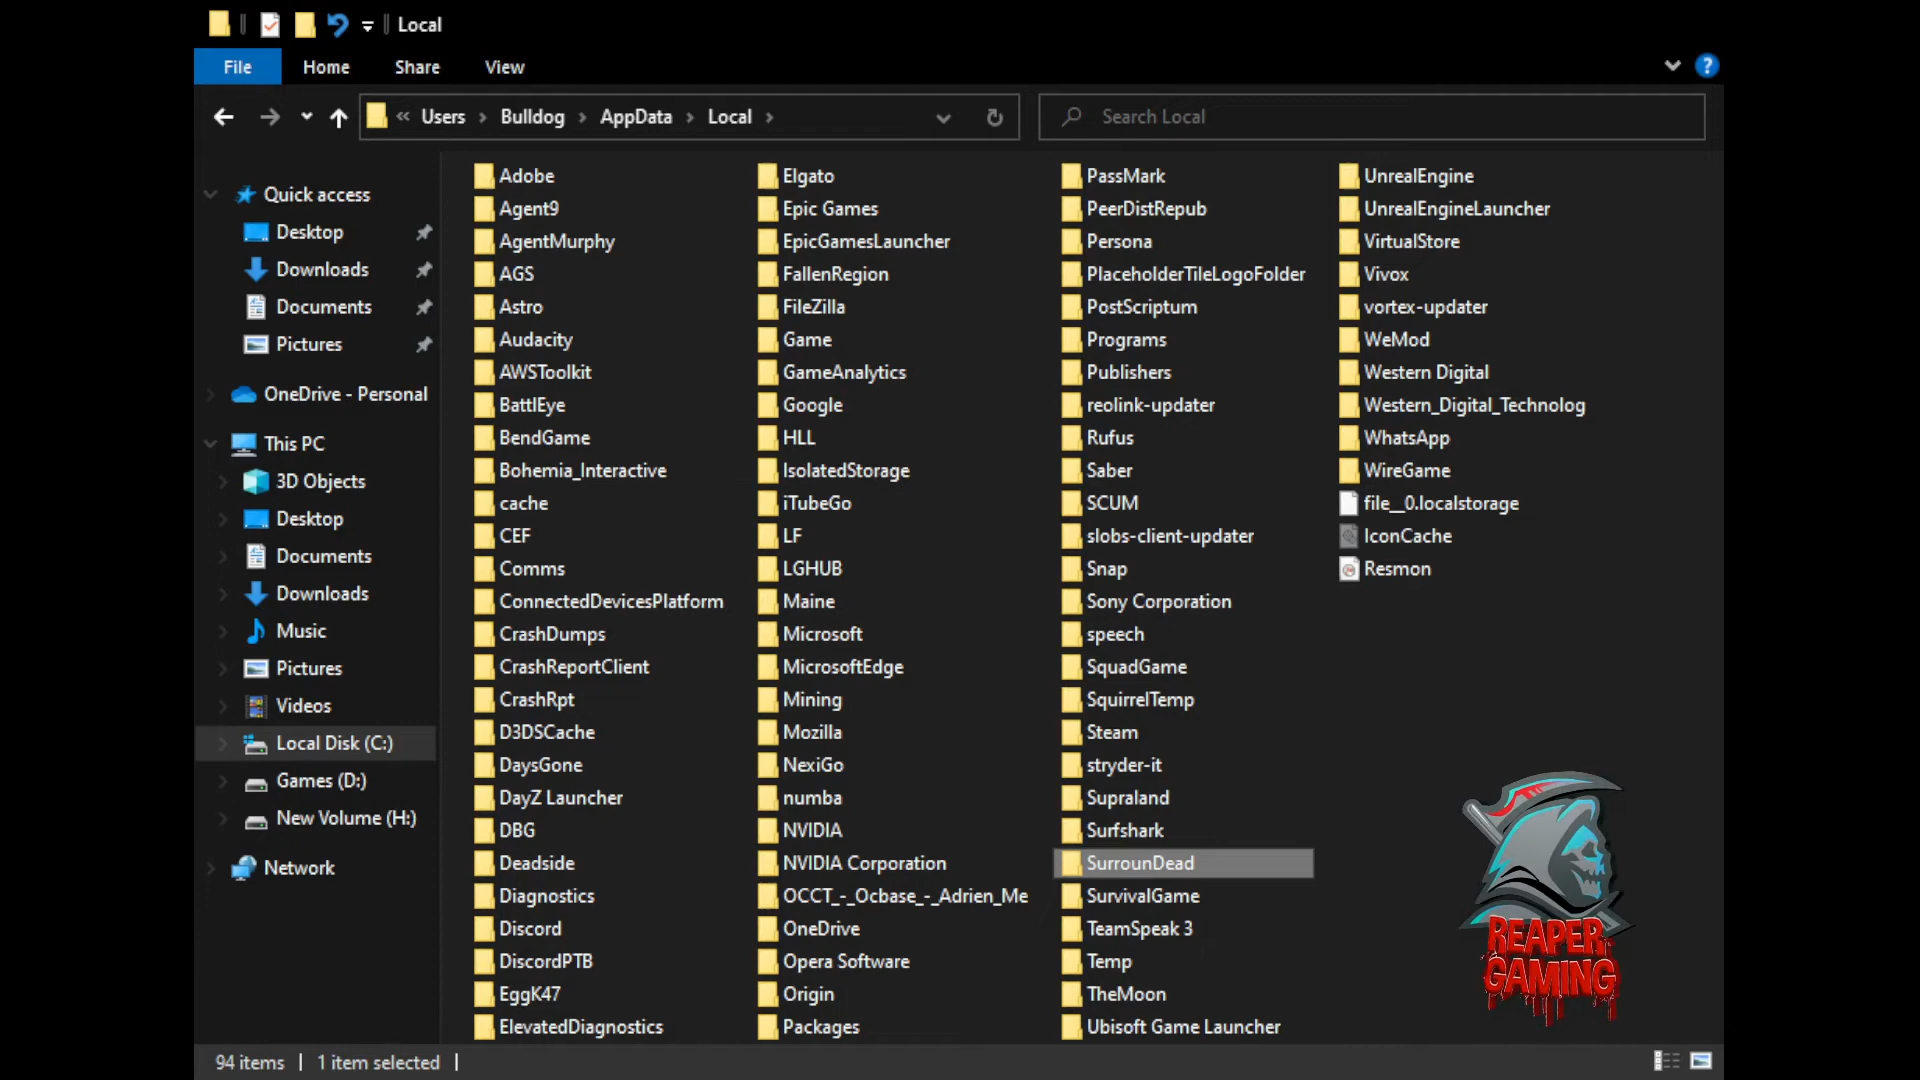 Local
File Home Share View
« Users > Bulldog > AppData > Local >
Search Local
Quick access
Desktop
Downloads
Documents
Pictures
OneDrive - Personal
This PC
3D Objects
Desktop
Documents
Downloads
Music
Pictures
Videos
Local Disk (C:)
Games (D:)
New Volume (H:)
Network
Adobe
Agent9
AgentMurphy
AGS
Astro
Audacity
AWSToolkit
BattlEye
BendGame
Bohemia_Interactive
cache
CEF
Comms
ConnectedDevicesPlatform
CrashDumps
CrashReportClient
CrashRpt
D3DSCache
DaysGone
DayZ Launcher
DBG
Deadside
Diagnostics
Discord
DiscordPTB
EggK47
ElevatedDiagnostics
Elgato
Epic Games
EpicGamesLauncher
FallenRegion
FileZilla
Game
GameAnalytics
Google
HLL
IsolatedStorage
iTubeGo
LF
LGHUB
Maine
Microsoft
MicrosoftEdge
Mining
Mozilla
NexiGo
numba
NVIDIA
NVIDIA Corporation
OCCT_-_Ocbase_-_Adrien_Me
OneDrive
Opera Software
Origin
Packages
PassMark
PeerDistRepub
Persona
PlaceholderTileLogoFolder
PostScriptum
Programs
Publishers
reolink-updater
Rufus
Saber
SCUM
slobs-client-updater
Snap
Sony Corporation
speech
SquadGame
SquirrelTemp
Steam
stryder-it
Supraland
Surfshark
SurrounDead
SurvivalGame
TeamSpeak 3
Temp
TheMoon
Ubisoft Game Launcher
UnrealEngine
UnrealEngineLauncher
VirtualStore
Vivox
vortex-updater
WeMod
Western Digital
Western_Digital_Technolog
WhatsApp
WireGame
file__0.localstorage
IconCache
Resmon
REAPER
GAMING
94 items | 1 item selected |